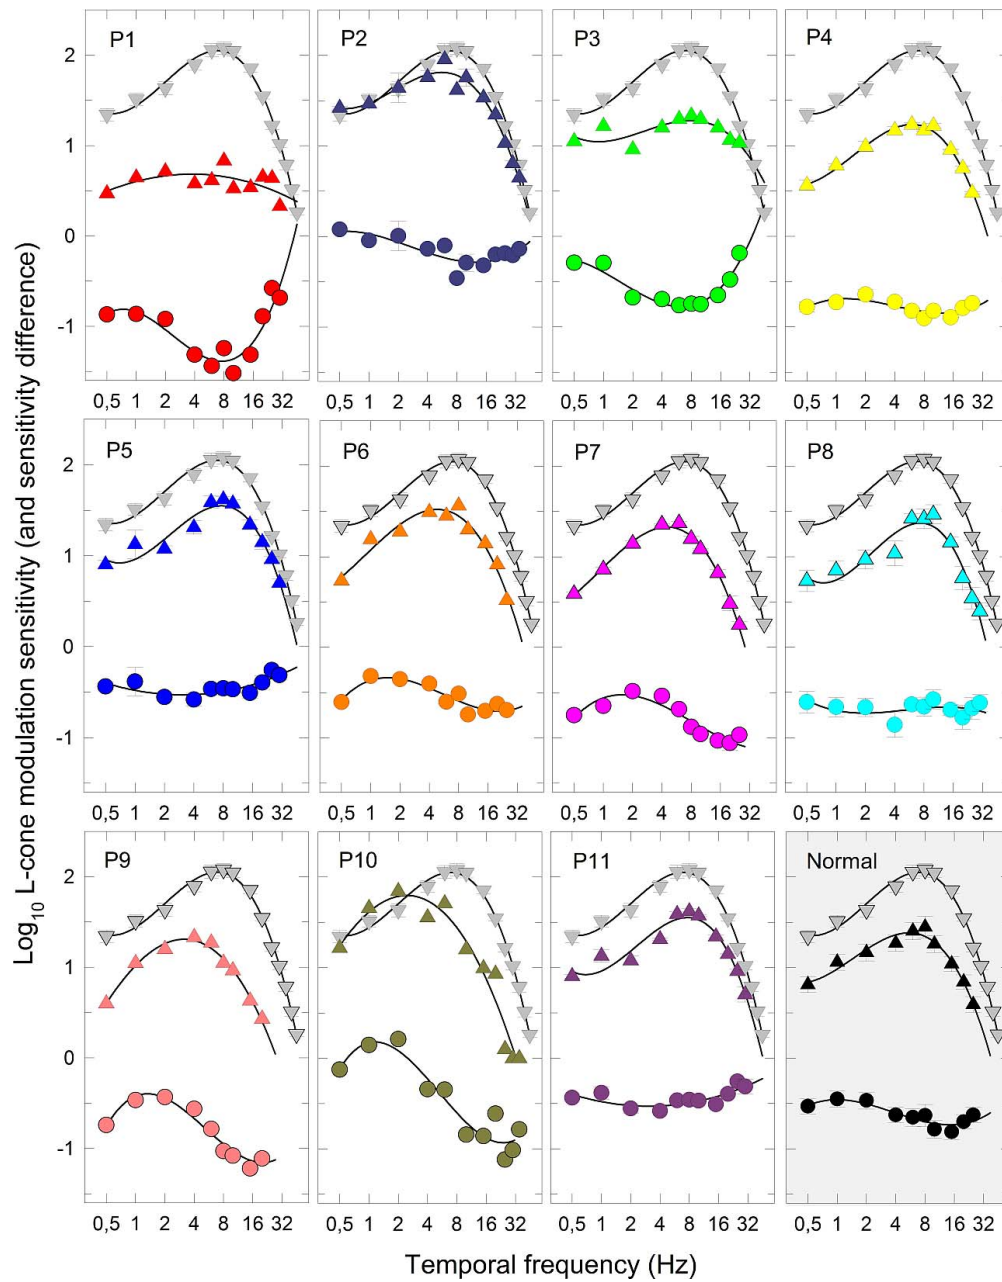 P1 P2 P3 P4
2
1
0
-1
0,5 1 2 4 8 16 32 0,5 1 2 4 8 16 32 0,5 1 2 4 8 16 32 0,5 1 2 4 8 16 32
P5 P6 P7 P8
2
1
0
-1
0,5 1 2 4 8 16 32 0,5 1 2 4 8 16 32 0,5 1 2 4 8 16 32 0,5 1 2 4 8 16 32
P9 P10 P11 Normal
2
1
0
-1
0,5 1 2 4 8 16 32 0,5 1 2 4 8 16 32 0,5 1 2 4 8 16 32 0,5 1 2 4 8 16 32
Log10 L-cone modulation sensitivity (and sensitivity difference)
Temporal frequency (Hz)